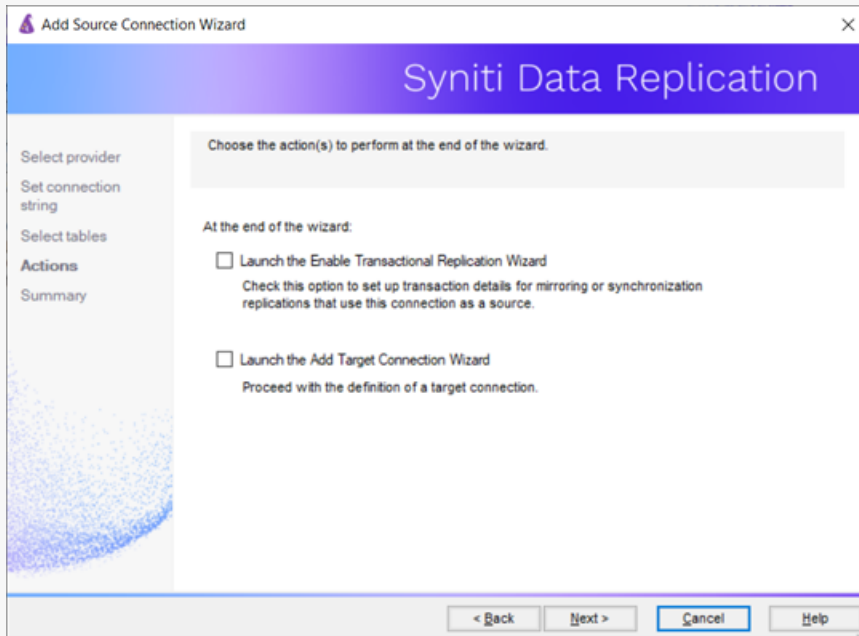 Add Source Connection Wizard
Syniti Data Replication
Select provider
Set connection
string
Select tables
Actions
Summary
Choose the action(s) to perform at the end of the wizard.
At the end of the wizard:
Launch the Enable Transactional Replication Wizard
Check this option to set up transaction details for mirroring or synchronization
replications that use this connection as a source.
Launch the Add Target Connection Wizard
Proceed with the definition of a target connection.
< Back
Next >
Cancel
Help